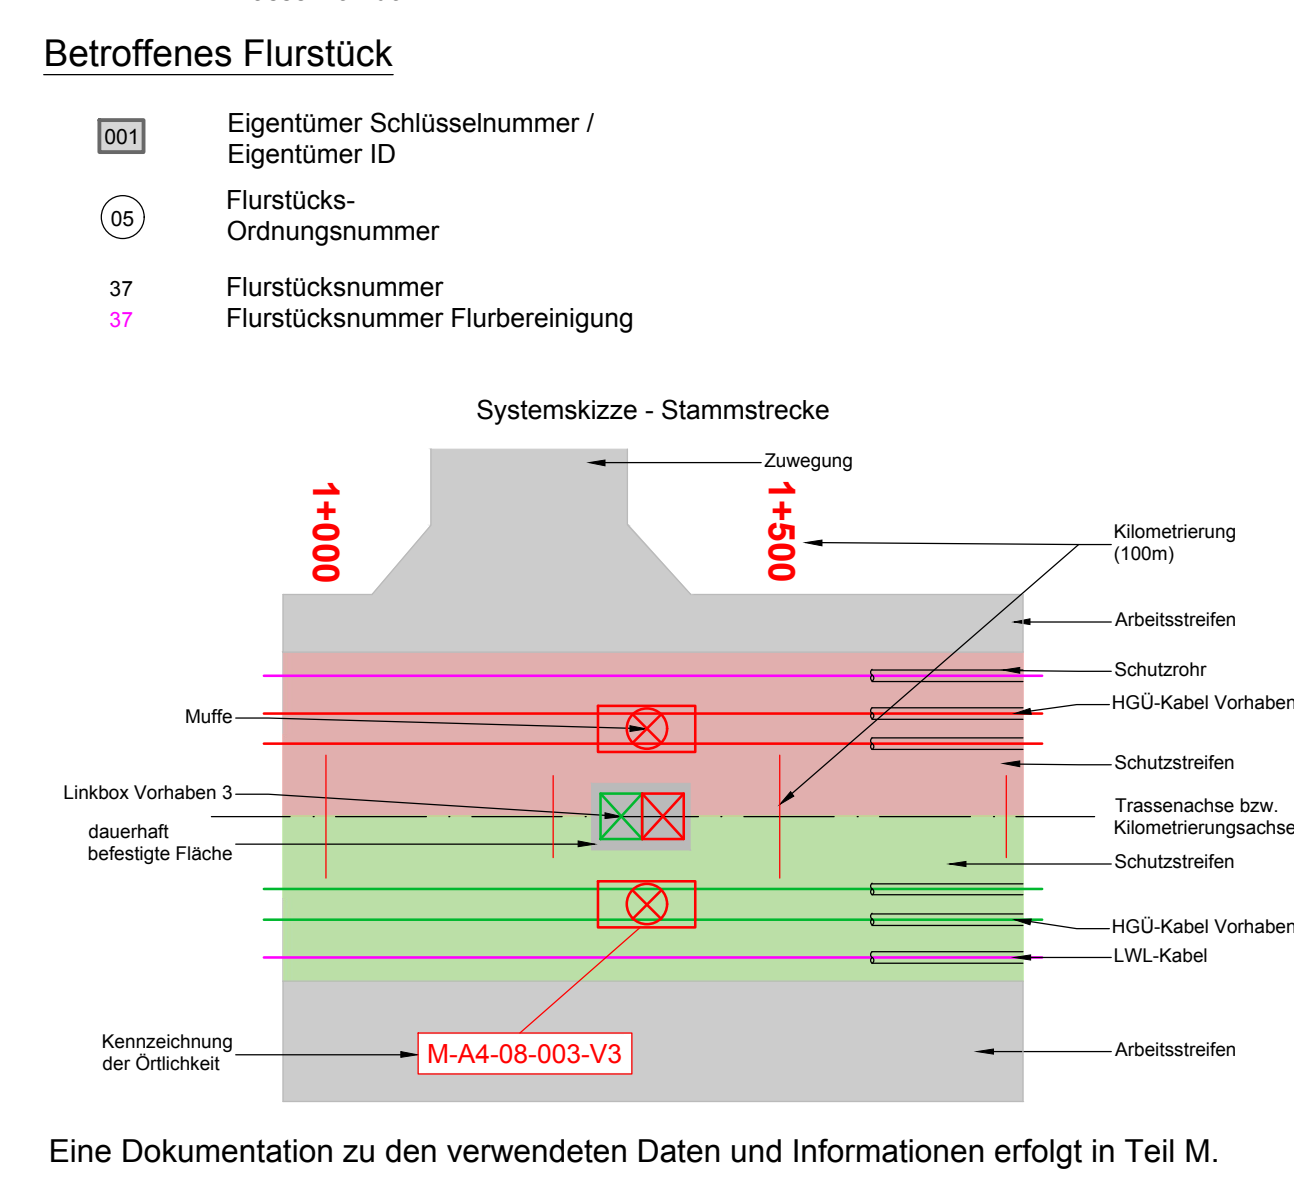 Betroffenes Flurstück
001
Eigentümer Schlüsselnummer /
Eigentümer ID
05
Flurstücks-
Ordnungsnummer
37
Flurstücksnummer
37
Flurstücksnummer Flurbereinigung
Systemskizze - Stammstrecke
Zuwegung
1+000
1+500
Kilometrierung
(100m)
Arbeitsstreifen
Schutzrohr
HGÜ-Kabel Vorhaben
Muffe
Schutzstreifen
Linkbox Vorhaben 3
Trassenachse bzw.
Kilometrierungsachse
dauerhaft
befestigte Fläche
Schutzstreifen
HGÜ-Kabel Vorhaben
LWL-Kabel
Kennzeichnung
der Örtlichkeit
M-A4-08-003-V3
Arbeitsstreifen
Eine Dokumentation zu den verwendeten Daten und Informationen erfolgt in Teil M.